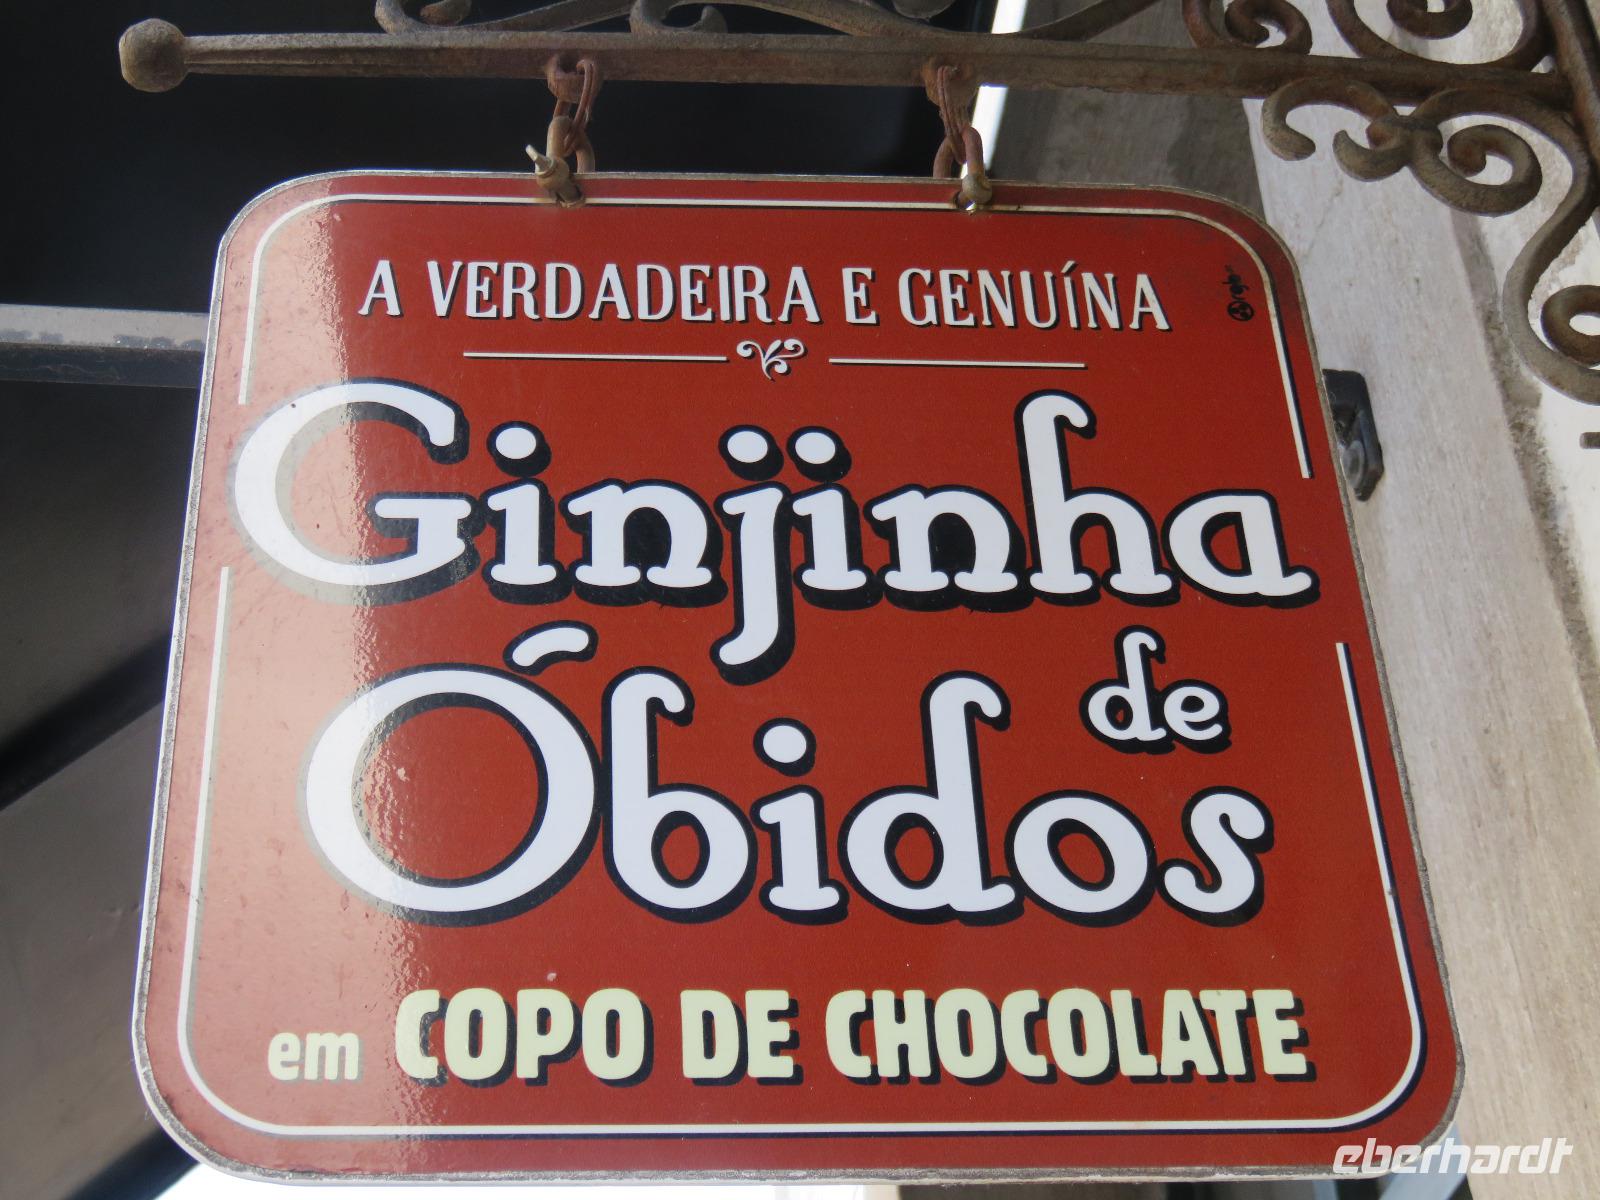 A VERDADEIRA E GENUÍNA
Ginjinha
de
Óbidos
em COPO DE CHOCOLATE
eberhardt